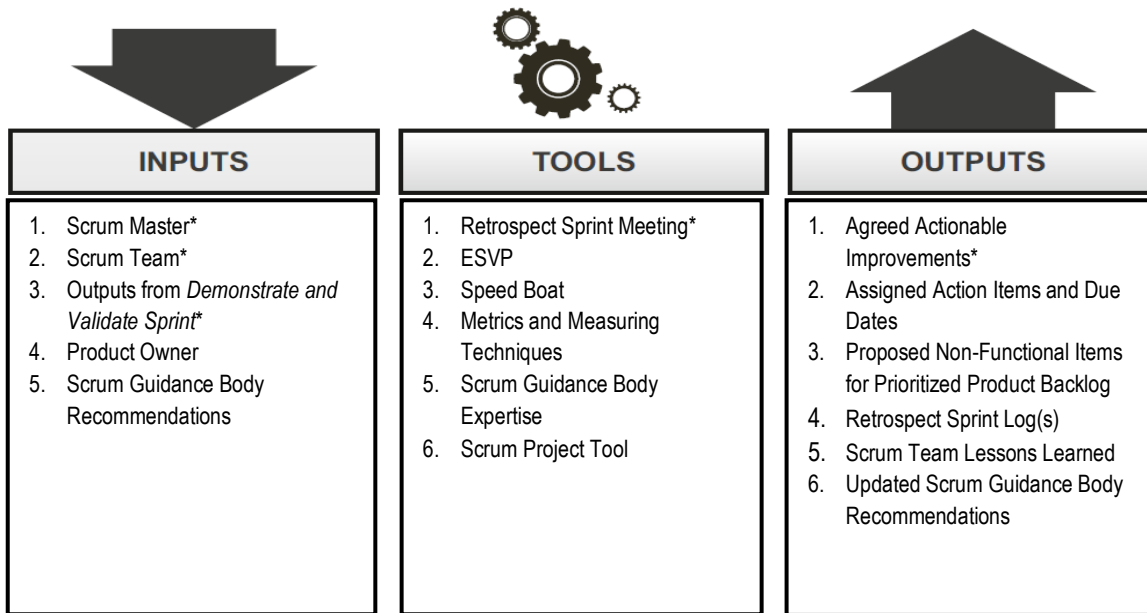 INPUTS
1. Scrum Master*
2. Scrum Team*
3. Outputs from Demonstrate and
Validate Sprint*
4. Product Owner
5. Scrum Guidance Body
Recommendations
TOOLS
1. Retrospect Sprint Meeting*
2. ESVP
3. Speed Boat
4. Metrics and Measuring
Techniques
5. Scrum Guidance Body
Expertise
6. Scrum Project Tool
OUTPUTS
1. Agreed Actionable
Improvements*
2. Assigned Action Items and Due
Dates
3. Proposed Non-Functional Items
for Prioritized Product Backlog
4. Retrospect Sprint Log(s)
5. Scrum Team Lessons Learned
6. Updated Scrum Guidance Body
Recommendations